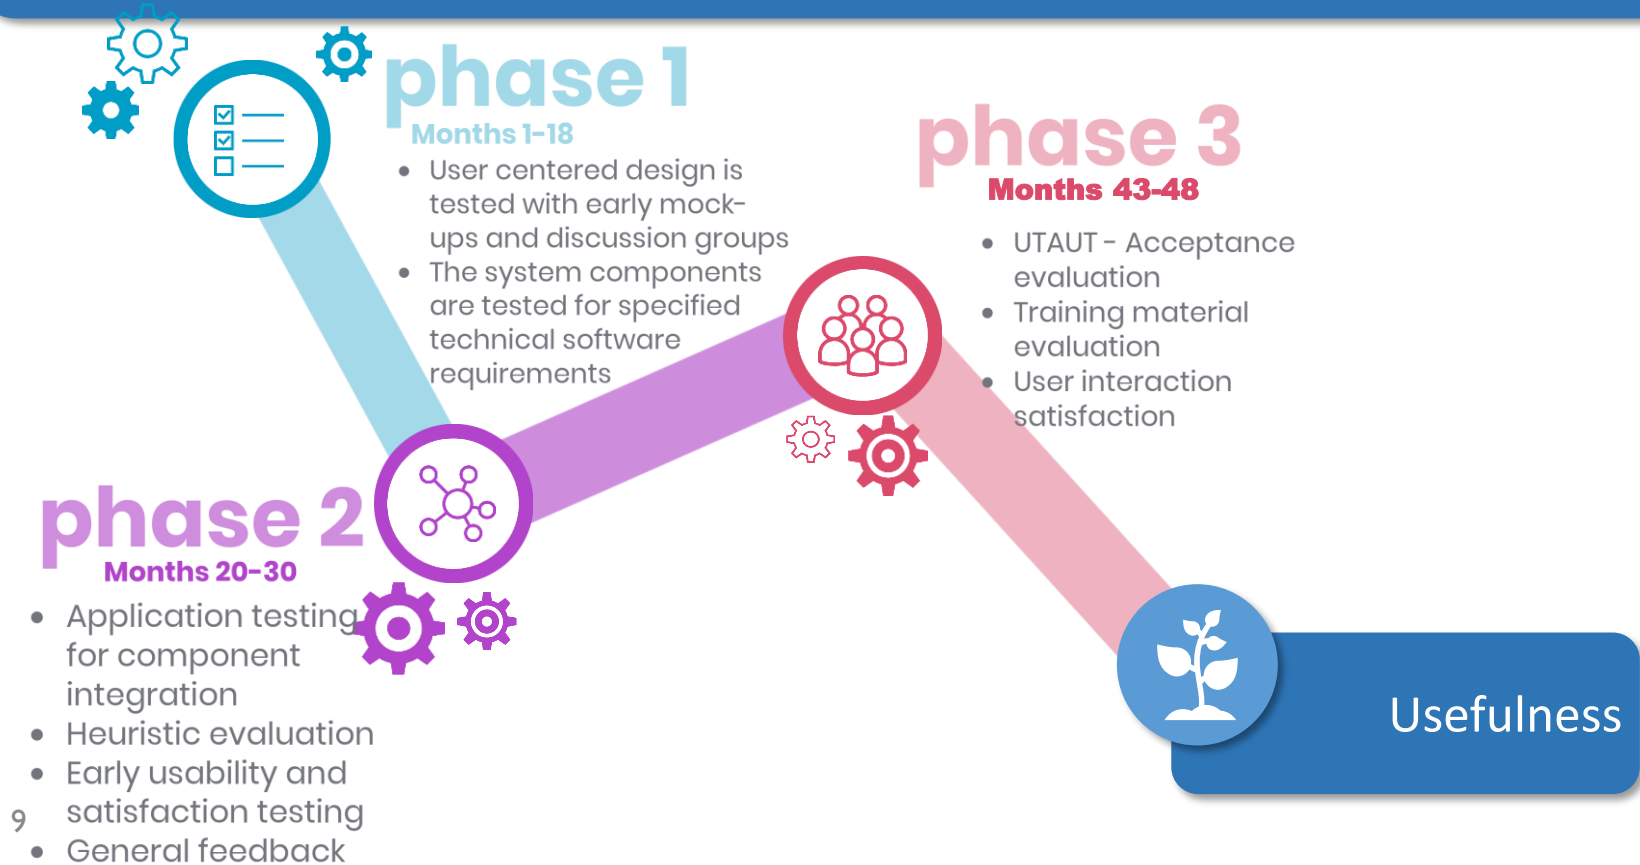 phase 1
Months 1-18
• User centered design is
tested with early mock-
ups and discussion groups
• The system components
are tested for specified
technical software
requirements
phase 2
Months 20-30
• Application testing
for component
integration
• Heuristic evaluation
• Early usability and
satisfaction testing
• General feedback
phase 3
Months 43-48
• UTAUT - Acceptance
evaluation
• Training material
evaluation
• User interaction
satisfaction
Usefulness
9